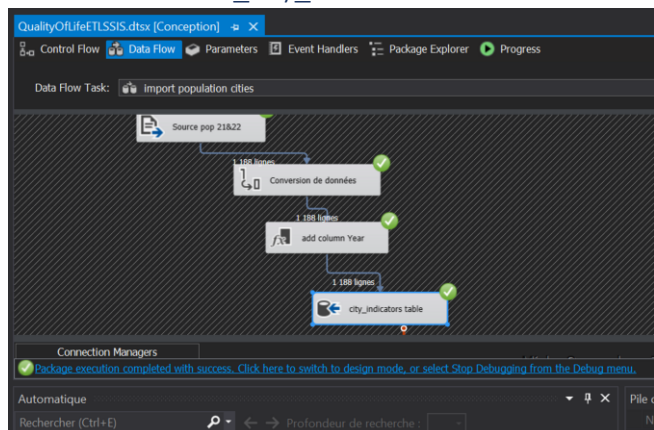 QualityOfLifeETLSSIS.dtsx [Conception]
Control Flow Data Flow Parameters Event Handlers Package Explorer Progress
Data Flow Task: import population cities
Source pop 21&22
1 188 lignes
Conversion de données
1 188 lignes
add column Year
1 188 lignes
city_indicators table
Connection Managers
Package execution completed with success. Click here to switch to design mode, or select Stop Debugging from the Debug menu.
Automatique
Pile
Rechercher (Ctrl+E) Profondeur de recherche :
N